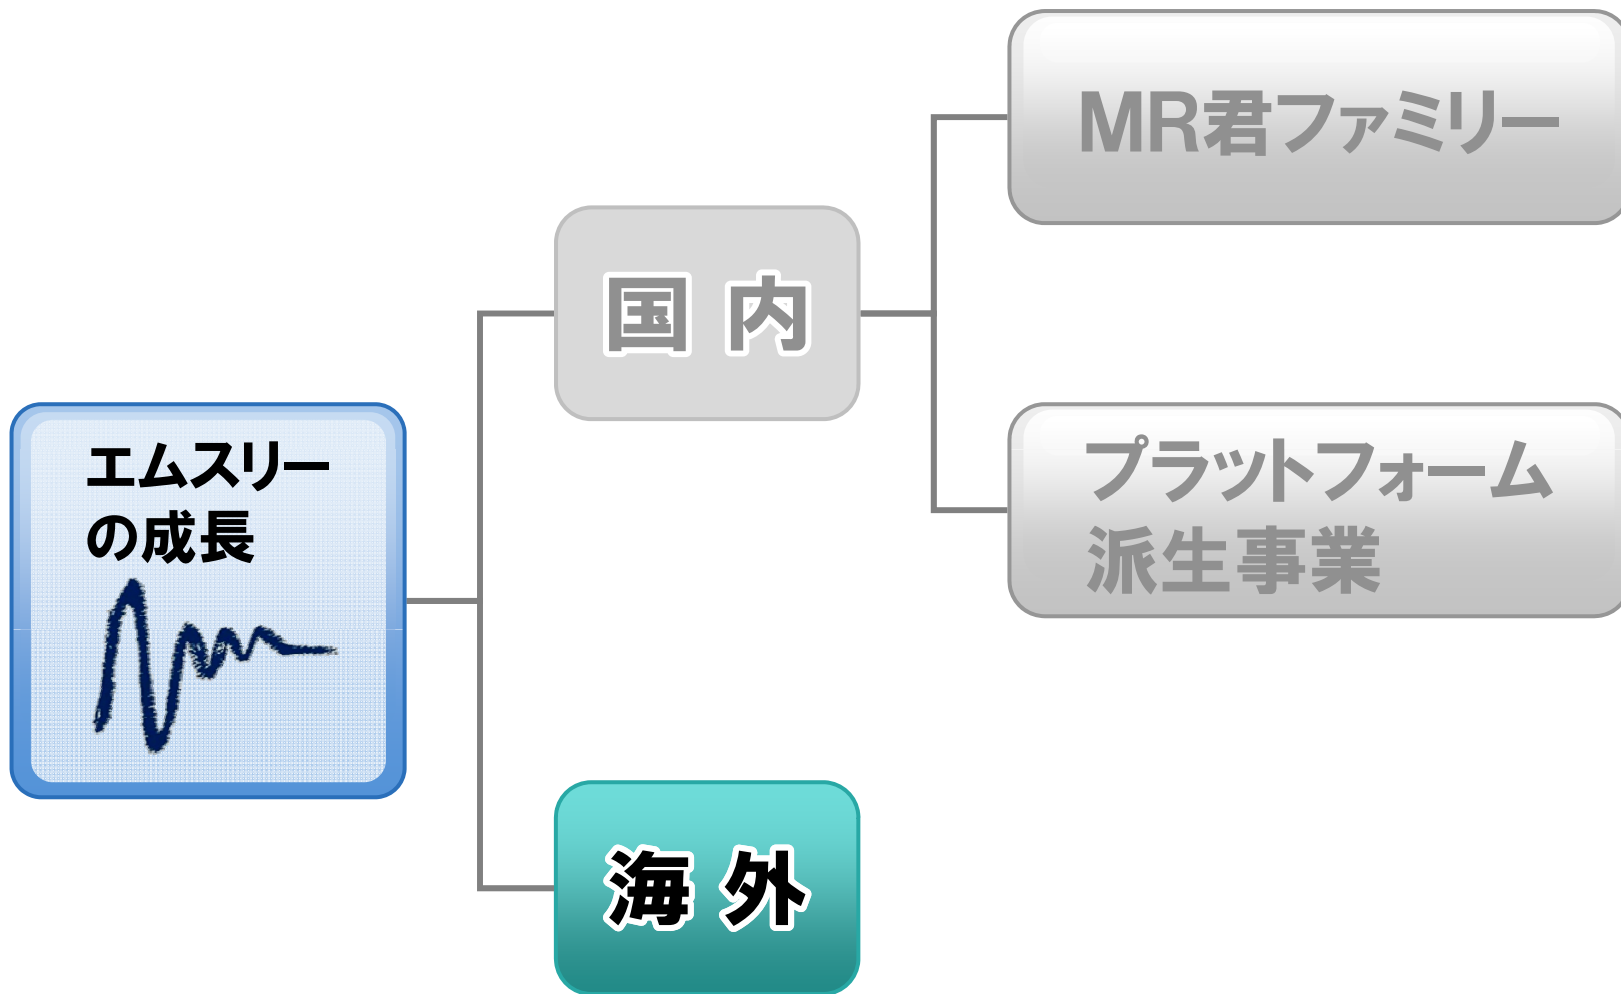 MR君ファミリー
国内
エムスリー
の成長
プラットフォーム
派生事業
海外